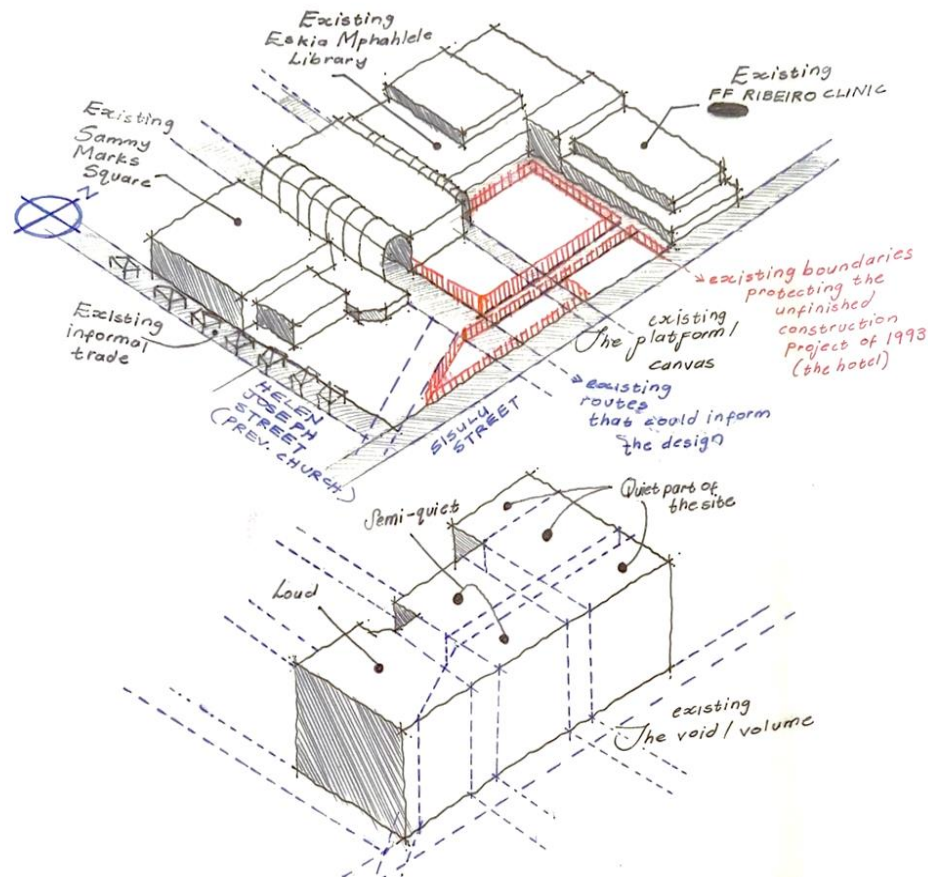 Existing
Eskia Mphahlele
Library
Existing
FF RIBEIRO CLINIC
Existing
Sammy
Marks
Square
N
Existing
informal
trade
HELEN
JOSEPH
STREET
(PREV. CHURCH)
SISULU
STREET
existing
The platform/
canvas
existing
routes
that could inform
the design
existing boundaries
protecting the
unfinished
construction
project of 1993
(the hotel)
Semi-quiet
Quiet part of
the site
Loud
existing
The void/volume